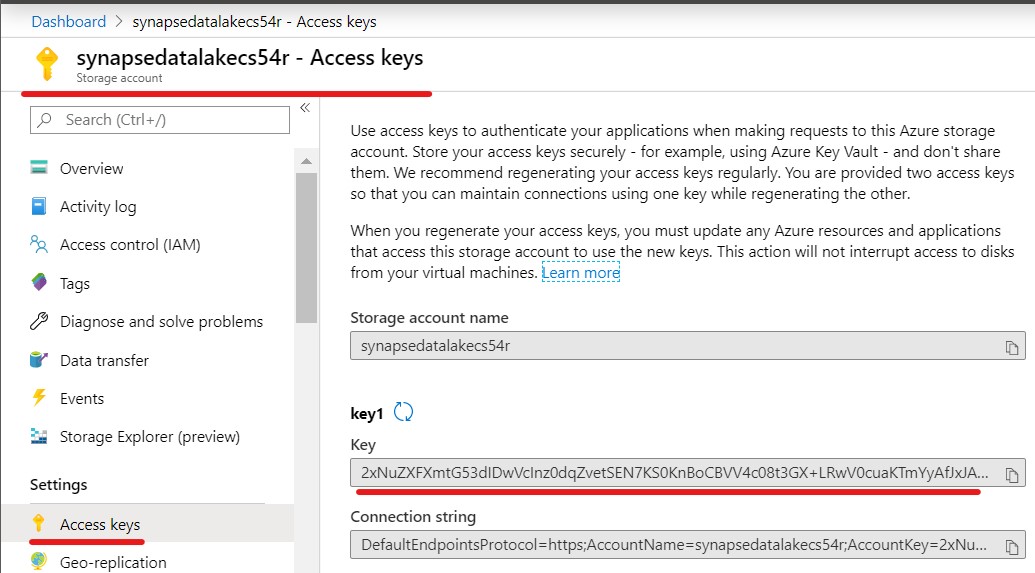 Dashboard > synapsedatalakecs54r - Access keys
synapsedatalakecs54r - Access keys
Storage account
Search (Ctrl+/)
«
Overview
Activity log
Access control (IAM)
Tags
Diagnose and solve problems
Data transfer
Events
Storage Explorer (preview)
Settings
Access keys
Geo-replication
Use access keys to authenticate your applications when making requests to this Azure storage
account. Store your access keys securely - for example, using Azure Key Vault - and don't share
them. We recommend regenerating your access keys regularly. You are provided two access keys
so that you can maintain connections using one key while regenerating the other.
When you regenerate your access keys, you must update any Azure resources and applications
that access this storage account to use the new keys. This action will not interrupt access to disks
from your virtual machines. Learn more
Storage account name
synapsedatalakecs54r
key1
Key
Connection string
DefaultEndpointsProtocol=https;AccountName=synapsedatalakecs54r;AccountKey=2xNu...